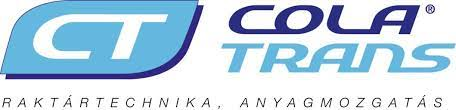 CT COLA®
TRANS
RAKTÁRTECHNIKA, ANYAGMOZGATÁS